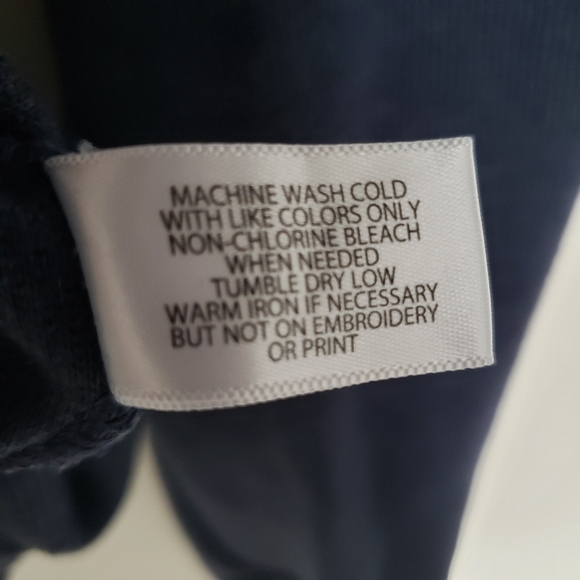 MACHINE WASH COLD
WITH LIKE COLORS ONLY
NON-CHLORINE BLEACH
WHEN NEEDED
TUMBLE DRY LOW
WARM IRON IF NECESSARY
BUT NOT ON EMBROIDERY
OR PRINT